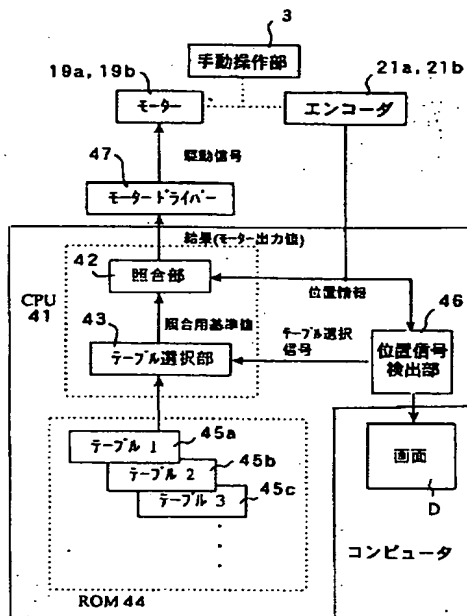 3
手動操作部
19a, 19b
モーター
21a, 21b
エンコーダ
47
駆動信号
モータードライバー
結果(モーター出力値)
42
照合部
位置情報
CPU
41
43
照合用基準値
テーブル選択
信号
46
テーブル選択部
位置信号
検出部
テーブル 1
45a
テーブル 2
45b
テーブル 3
45c
画面
D
コンピュータ
ROM 44